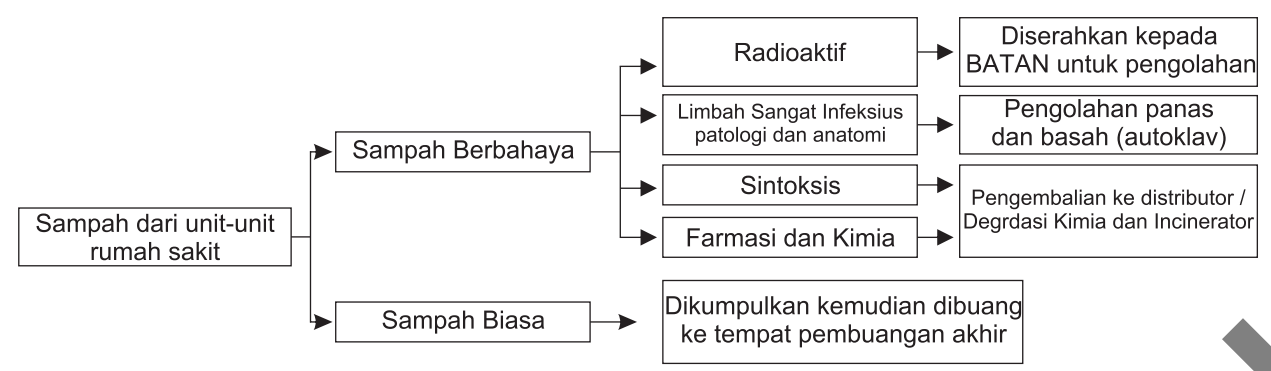 Sampah dari unit-unit
rumah sakit
Sampah Berbahaya
Radioaktif
Diserahkan kepada
BATAN untuk pengolahan
Limbah Sangat Infeksius
patologi dan anatomi
Pengolahan panas
dan basah (autoklav)
Sintoksis
Farmasi dan Kimia
Pengembalian ke distributor /
Degrdasi Kimia dan Incinerator
Sampah Biasa
Dikumpulkan kemudian dibuang
ke tempat pembuangan akhir